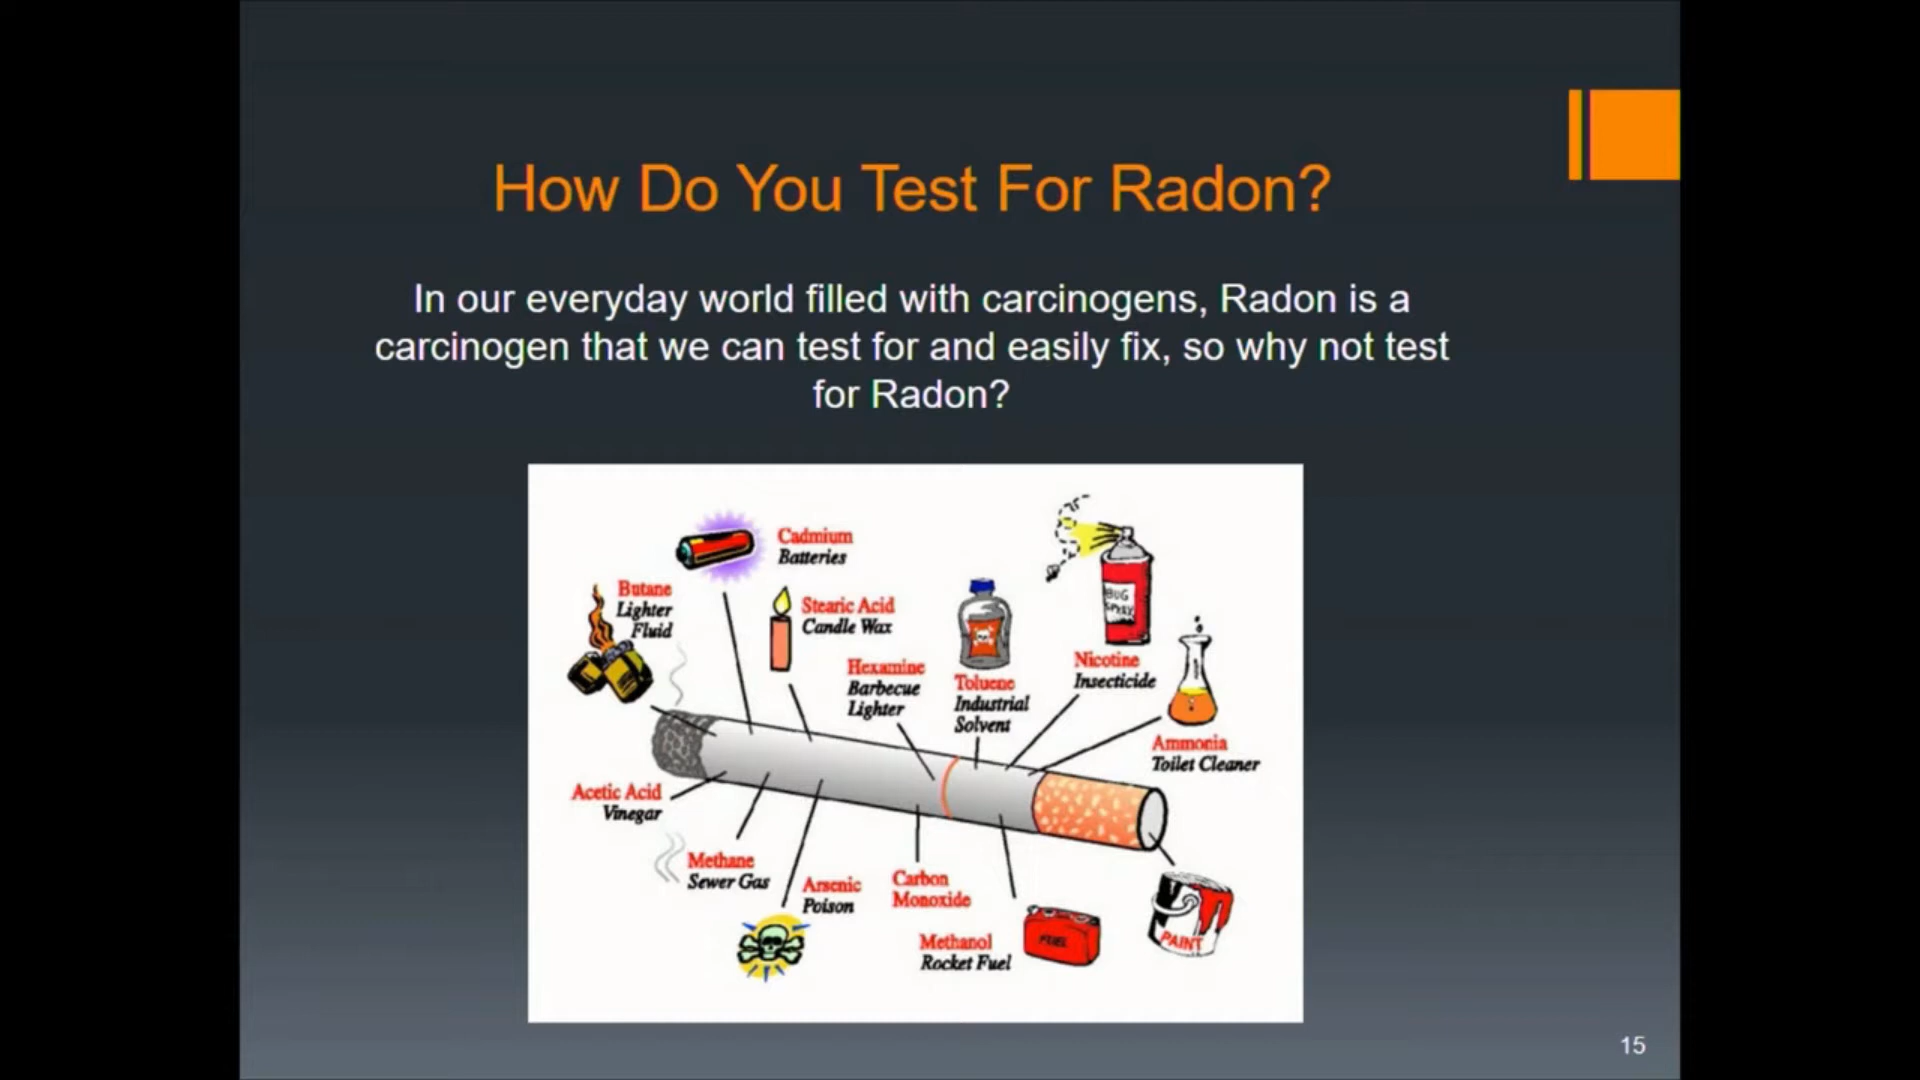 How Do You Test For Radon?
In our everyday world filled with carcinogens, Radon is a
carcinogen that we can test for and easily fix, so why not test
for Radon?
Cadmium
Batteries
Butane
Lighter
Fluid
Stearic Acid
Candle Wax
Hexamine
Barbecue
Lighter
Toluene
Industrial
Solvent
BUG
SPRAY
Nicotine
Insecticide
Ammonia
Toilet Cleaner
Acetic Acid
Vinegar
Methane
Sewer Gas
Arsenic
Poison
Carbon
Monoxide
Methanol
Rocket Fuel
FUEL
PAINT
15